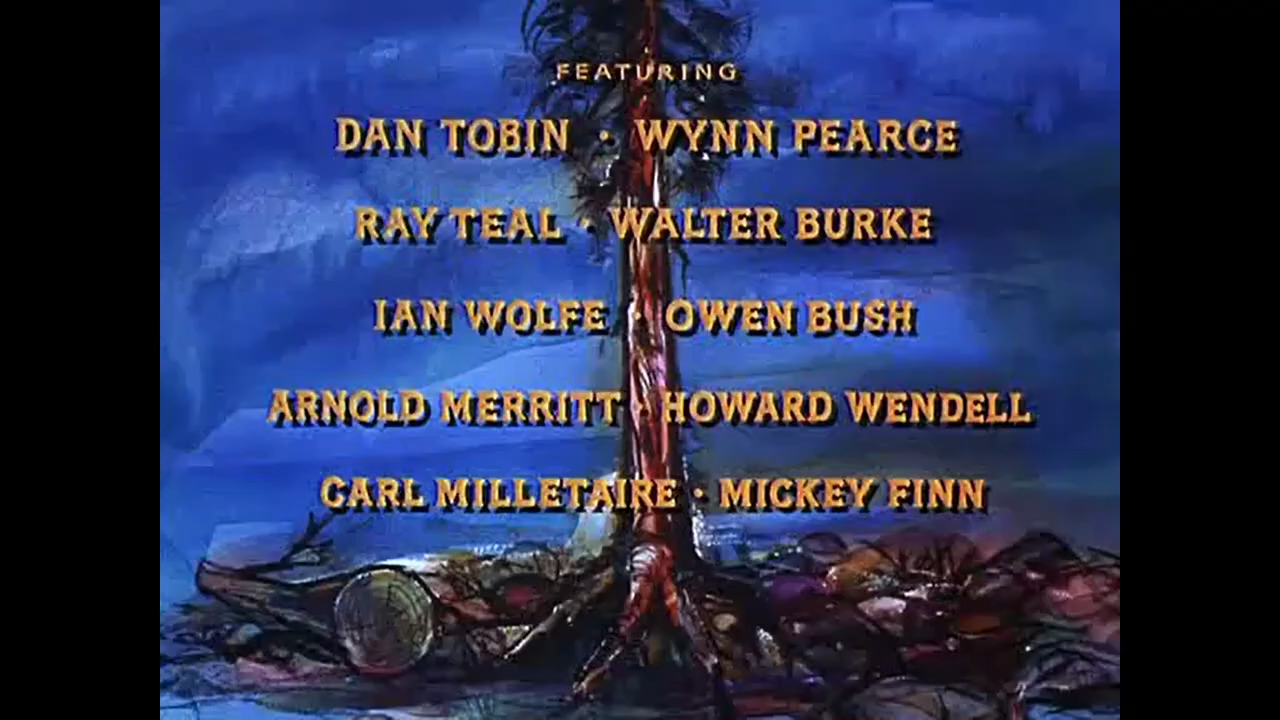 FEATURING
DAN TOBIN · WYNN PEARCE
RAY TEAL · WALTER BURKE
IAN WOLFE · OWEN BUSH
ARNOLD MERRITT · HOWARD WENDELL
CARL MILLETAIRE · MICKEY FINN